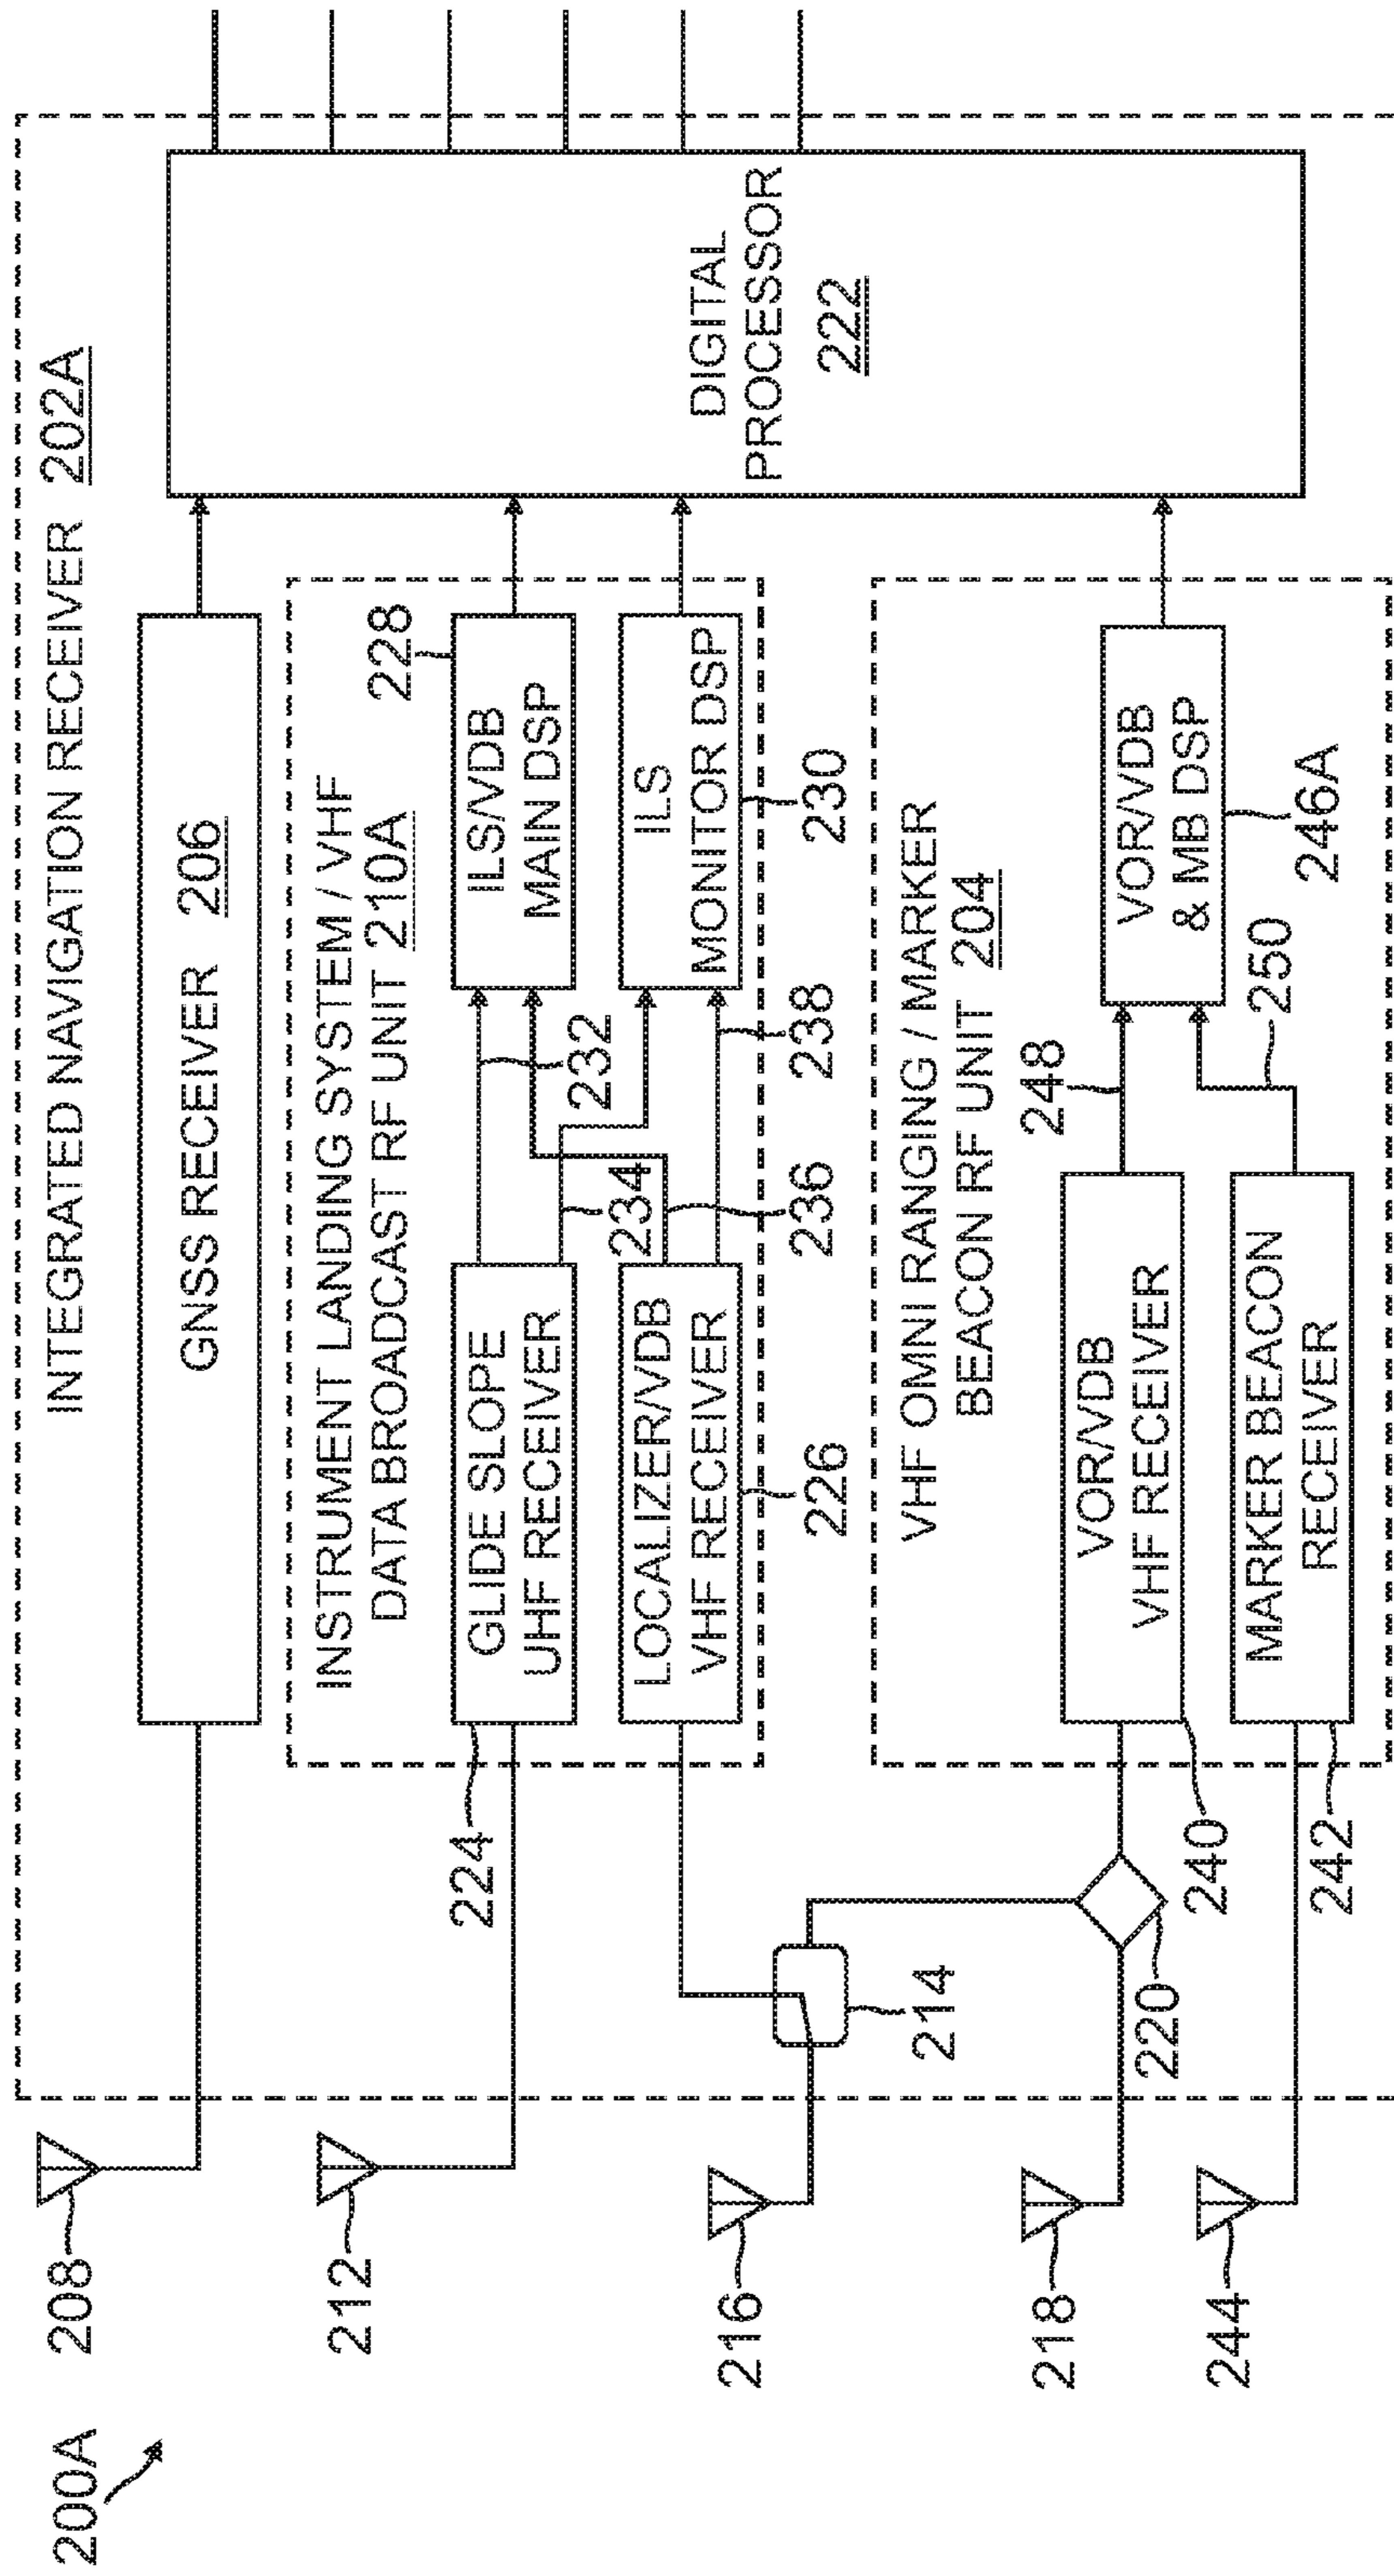 200A
INTEGRATED NAVIGATION RECEIVER 202A
208
GNSS RECEIVER 206
212
INSTRUMENT LANDING SYSTEM / VHF
DATA BROADCAST RF UNIT 210A
224
GLIDE SLOPE
UHF RECEIVER
232
234
228
ILS/VDB
MAIN DSP
LOCALIZER/VDB
VHF RECEIVER
226
236
238
ILS
MONITOR DSP
230
DIGITAL
PROCESSOR
222
216
214
VHF OMNI RANGING / MARKER
BEACON RF UNIT 204
218
220
VOR/VDB
VHF RECEIVER
240
248
VOR/VDB
& MB DSP
246A
244
242
MARKER BEACON
RECEIVER
250